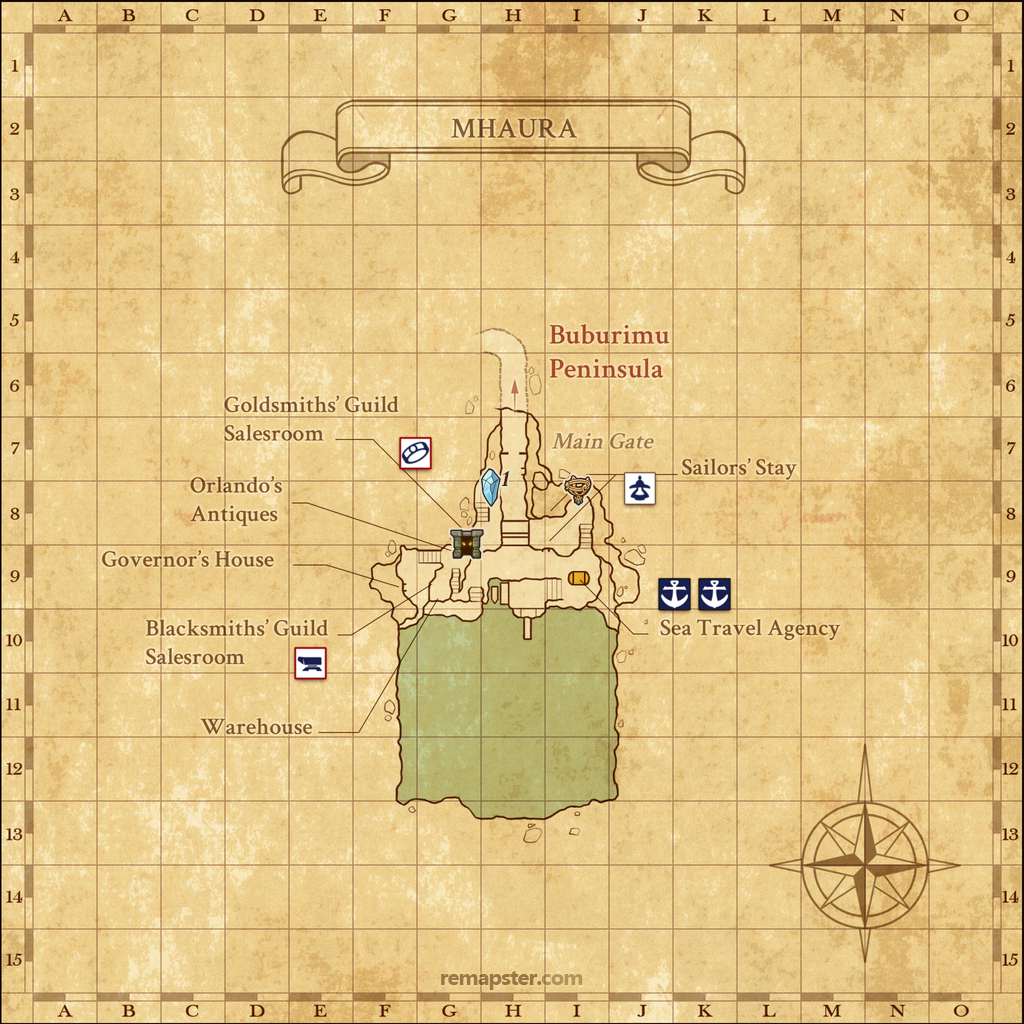 A B C D E F G H I J K L M N O
1 1
2 MHAURA 2
3 3
4 4
5 5
Buburimu
Peninsula
6 6
Goldsmiths' Guild
Salesroom
Main Gate
7 7
Sailors' Stay
1
Orlando's
Antiques
8 8
Governor's House
9 9
Blacksmiths' Guild
Salesroom
Sea Travel Agency
10 10
11 11
Warehouse
12 12
13 13
14 14
15 15
remapster.com
A B C D E F G H I J K L M N O